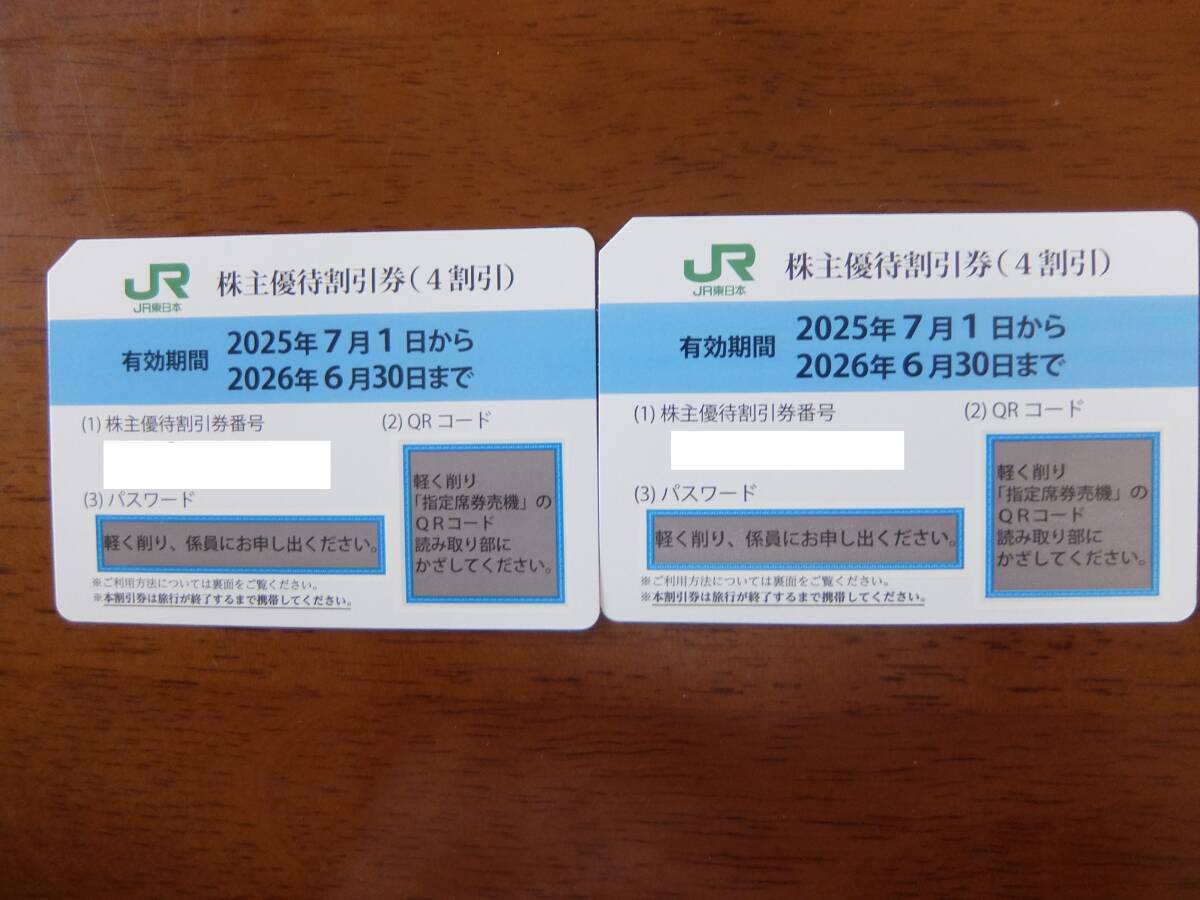 JR
JR東日本
株主優待割引券(4割引)
有効期間
2025年7月1日から
2026年6月30日まで
(1) 株主優待割引券番号
(2) QRコード
軽く削り
「指定席券売機」の
QRコード
読み取り部に
かざしてください。
(3) パスワード
軽く削り、係員にお申し出ください。
※ご利用方法については裏面をご覧ください。
※本割引券は旅行が終了するまで携帯してください。
JR
JR東日本
株主優待割引券(4割引)
有効期間
2025年7月1日から
2026年6月30日まで
(1) 株主優待割引券番号
(2) QRコード
軽く削り
「指定席券売機」の
QRコード
読み取り部に
かざしてください。
(3) パスワード
軽く削り、係員にお申し出ください。
※ご利用方法については裏面をご覧ください。
※本割引券は旅行が終了するまで携帯してください。